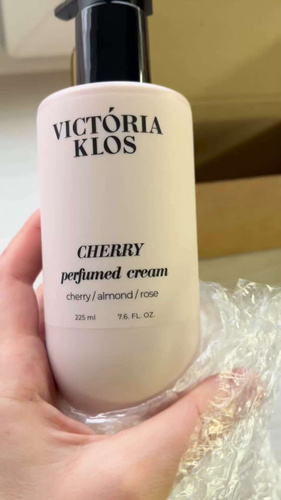 VICTÓRIA
KLOS
CHERRY
perfumed cream
cherry / almond / rose
225 ml 7.6. FL. OZ.